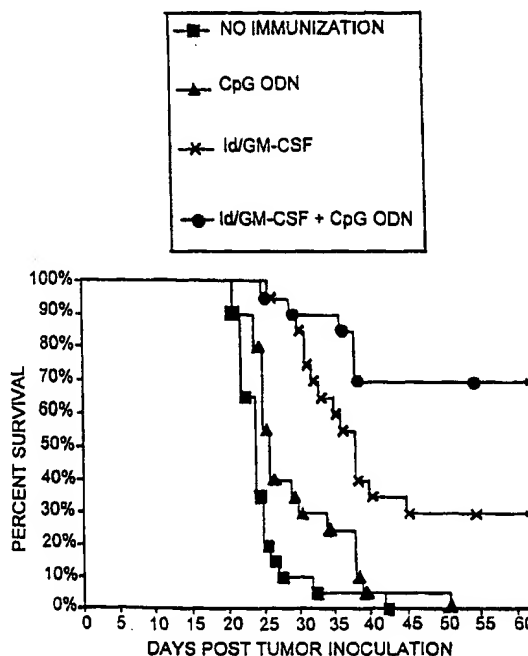 NO IMMUNIZATION
CpG ODN
Id/GM-CSF
Id/GM-CSF + CpG ODN
100%
90%
80%
70%
60%
50%
40%
30%
20%
10%
0%
PERCENT SURVIVAL
0 5 10 15 20 25 30 35 40 45 50 55 60
DAYS POST TUMOR INOCULATION